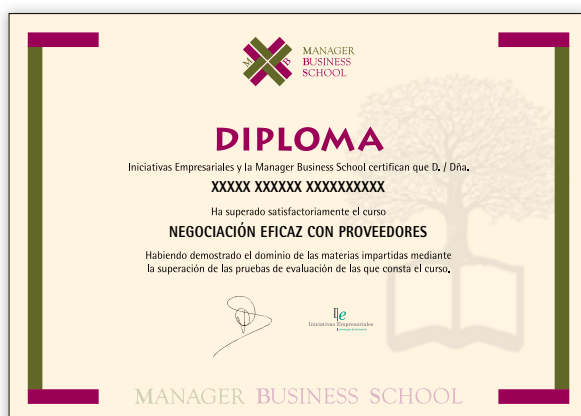 M B
MANAGER
BUSINESS
SCHOOL
DIPLOMA
Iniciativas Empresariales y la Manager Business School certifican que D. / Dña.
XXXXX XXXXXX XXXXXXXXXX
Ha superado satisfactoriamente el curso
NEGOCIACIÓN EFICAZ CON PROVEEDORES
Habiendo demostrado el dominio de las materias impartidas mediante
la superación de las pruebas de evaluación de las que consta el curso.
Iniciativas Empresariales
MANAGER BUSINESS SCHOOL